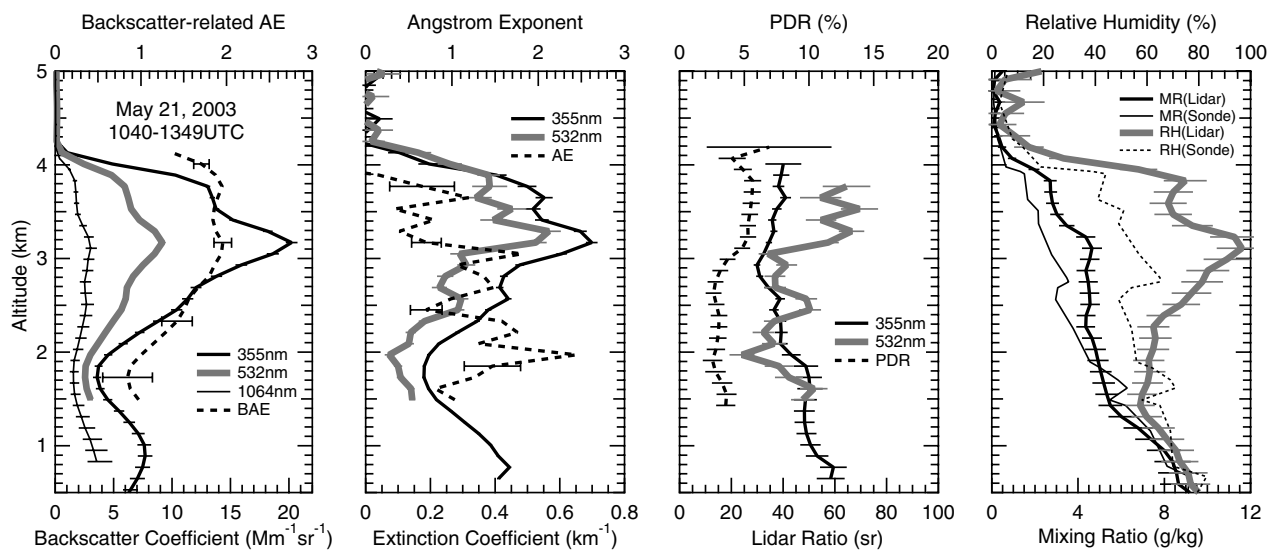 Backscatter-related AE
0 1 2 3
5
4
3
2
1
Altitude (km)
May 21, 2003
1040-1349UTC
355nm
532nm
1064nm
BAE
0 5 10 15 20
Backscatter Coefficient (Mm⁻¹sr⁻¹)
Angstrom Exponent
0 1 2 3
355nm
532nm
AE
0 0.2 0.4 0.6 0.8
Extinction Coefficient (km⁻¹)
PDR (%)
0 5 10 15 20
355nm
532nm
PDR
0 20 40 60 80 100
Lidar Ratio (sr)
Relative Humidity (%)
0 20 40 60 80 100
MR(Lidar)
MR(Sonde)
RH(Lidar)
RH(Sonde)
0 4 8 12
Mixing Ratio (g/kg)